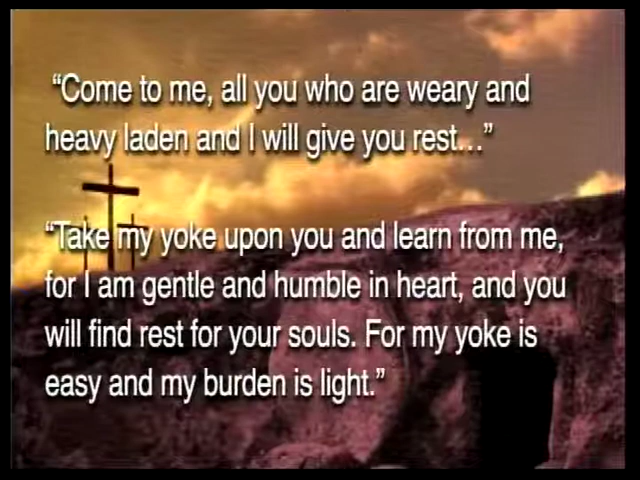 “Come to me, all you who are weary and
heavy laden and I will give you rest...”
“Take my yoke upon you and learn from me,
for I am gentle and humble in heart, and you
will find rest for your souls. For my yoke is
easy and my burden is light.”